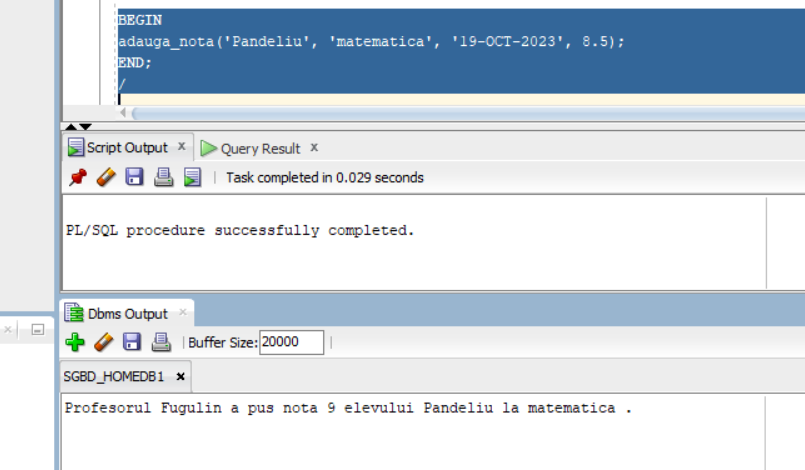 BEGIN
adauga_nota('Pandeliu', 'matematica', '19-OCT-2023', 8.5);
END;
/
Script Output x Query Result x
Task completed in 0.029 seconds
PL/SQL procedure successfully completed.
Dbms Output x
Buffer Size: 20000
SGBD_HOMEDB1 x
Profesorul Fugulin a pus nota 9 elevului Pandeliu la matematica .